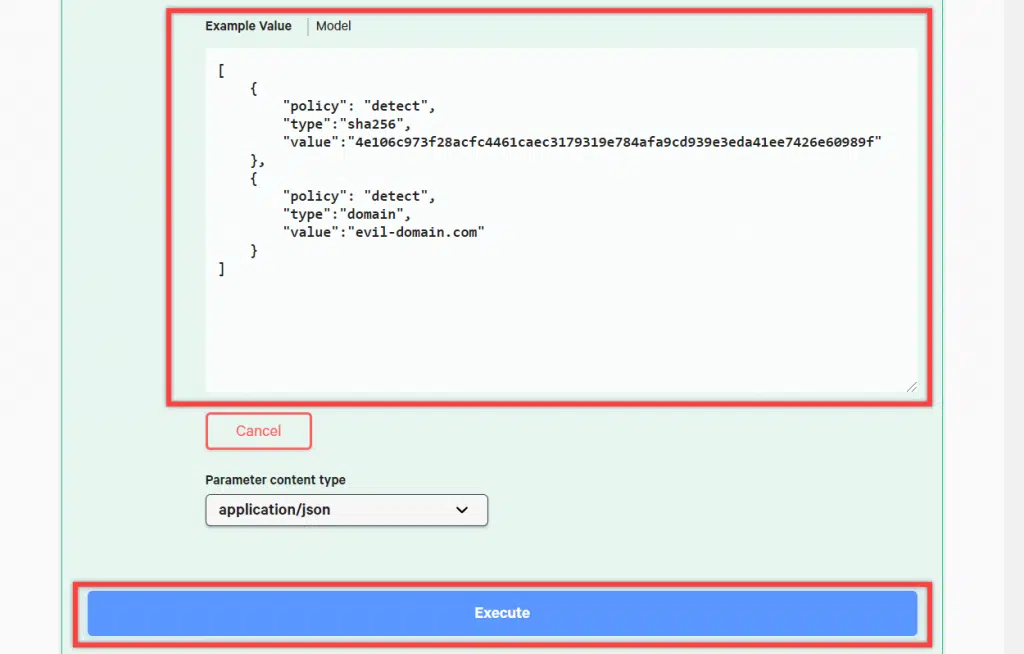 Example Value | Model
[
    {
        "policy": "detect",
        "type":"sha256",
        "value":"4e106c973f28acfc4461caec3179319e784afa9cd939e3eda41ee7426e60989f"
    },
    {
        "policy": "detect",
        "type":"domain",
        "value":"evil-domain.com"
    }
]
Cancel
Parameter content type
application/json
Execute